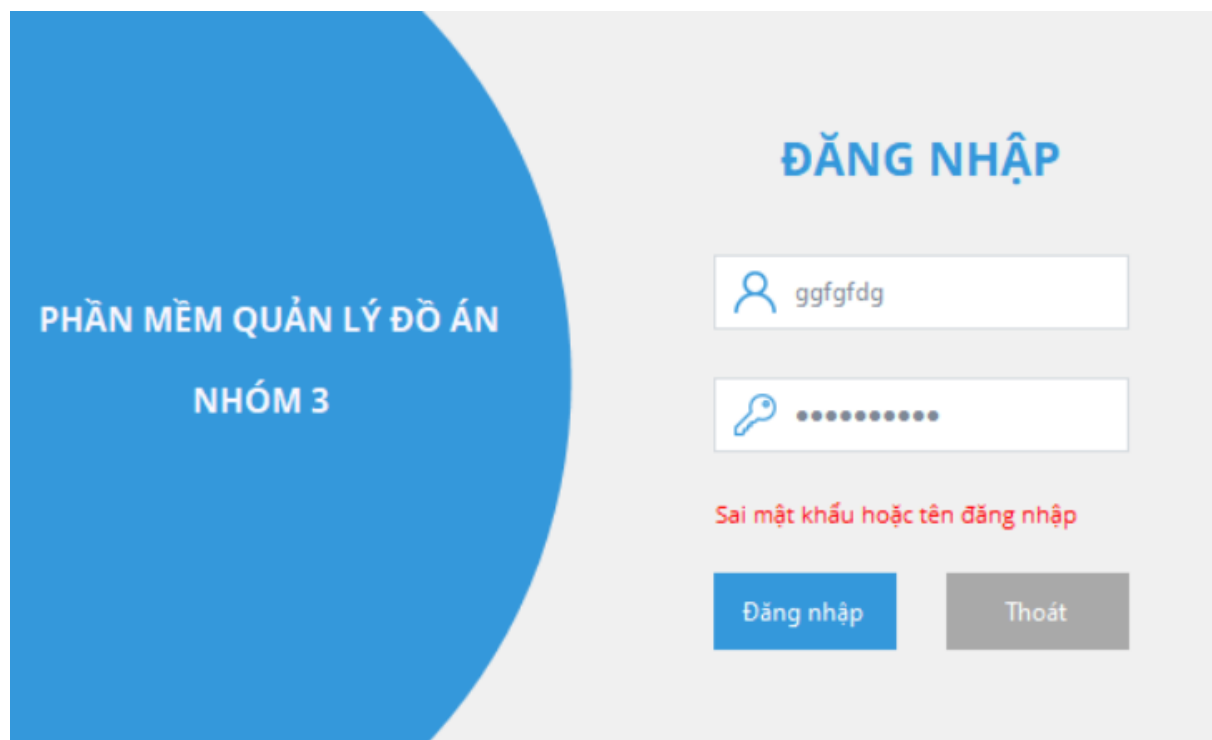 PHẦN MỀM QUẢN LÝ ĐỒ ÁN
NHÓM 3
ĐĂNG NHẬP
ggfgfdg
••••••••••
Sai mật khẩu hoặc tên đăng nhập
Đăng nhập
Thoát